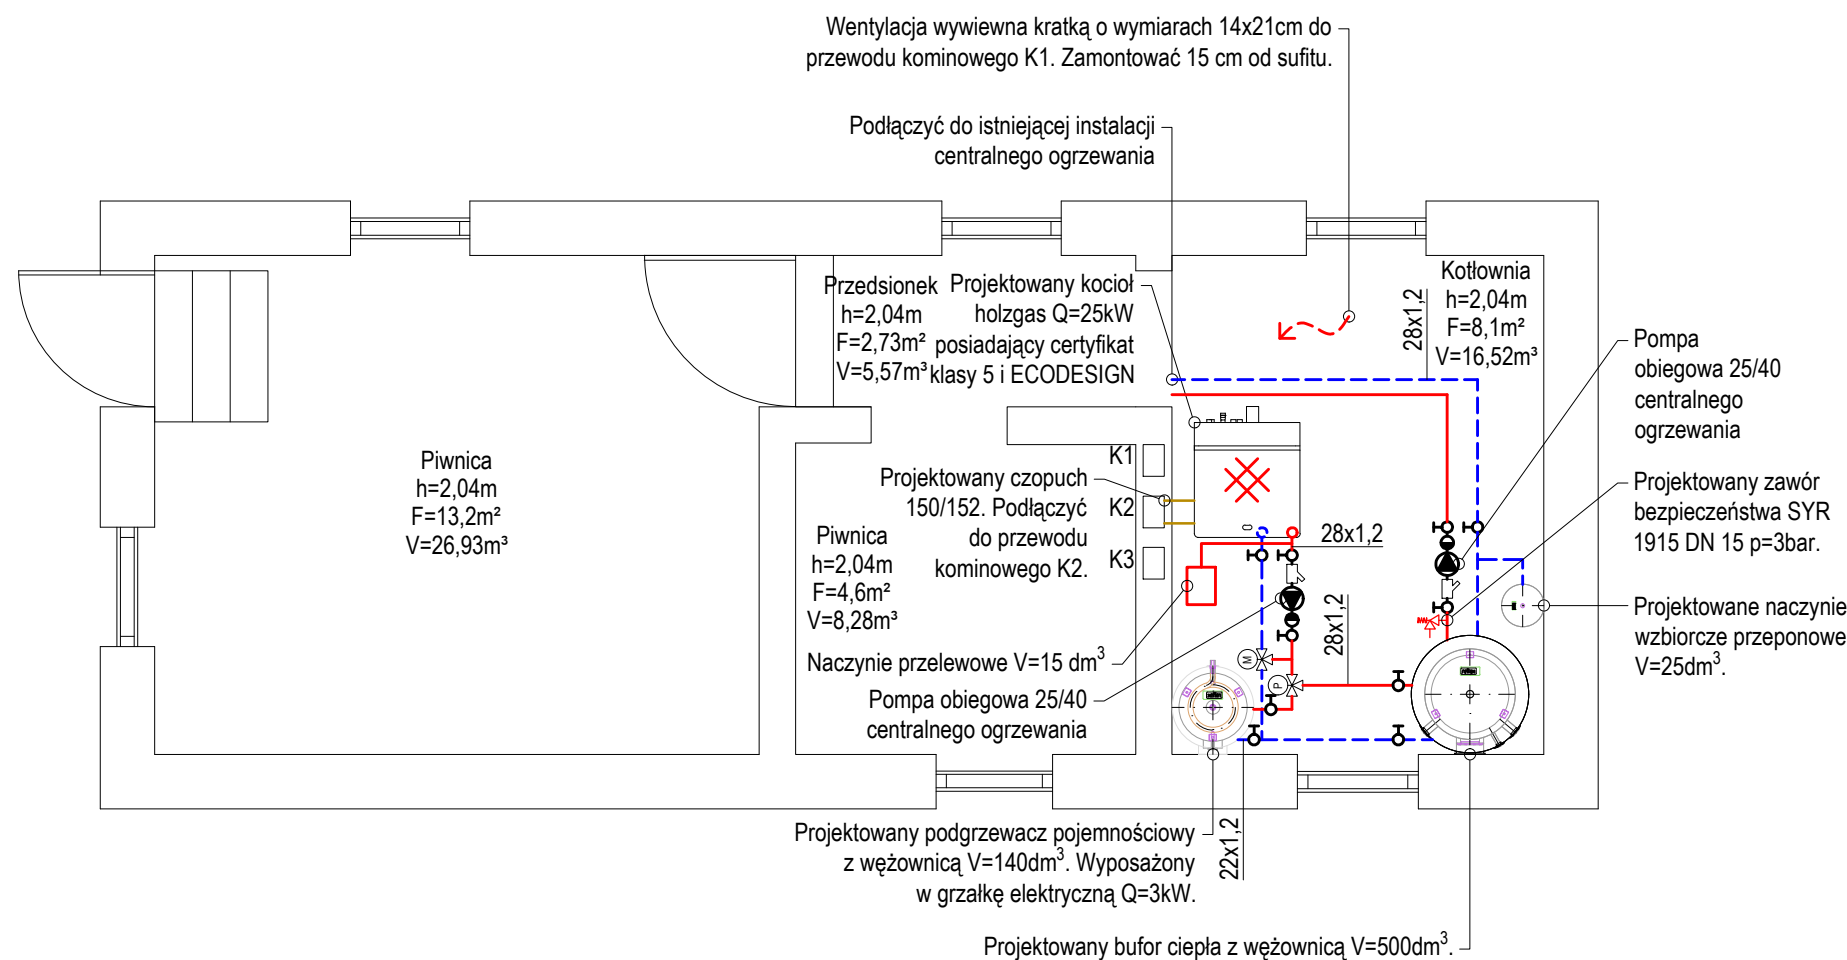 Wentylacja wywiewna kratką o wymiarach 14x21cm do
przewodu kominowego K1. Zamontować 15 cm od sufitu.
Podłączyć do istniejącej instalacji
centralnego ogrzewania
Przedsionek
h=2,04m
F=2,73m²
V=5,57m³
Projektowany kocioł
holzgas Q=25kW
posiadający certyfikat
klasy 5 i ECODESIGN
28x1,2
Kotłownia
h=2,04m
F=8,1m²
V=16,52m³
Pompa
obiegowa 25/40
centralnego
ogrzewania
Piwnica
h=2,04m
F=13,2m²
V=26,93m³
K1
K2
K3
Projektowany czopuch
150/152. Podłączyć
do przewodu
kominowego K2.
Projektowany zawór
bezpieczeństwa SYR
1915 DN 15 p=3bar.
Piwnica
h=2,04m
F=4,6m²
V=8,28m³
28x1,2
28x1,2
Projektowane naczynie
wzbiorcze przeponowe
V=25dm³.
Naczynie przelewowe V=15 dm³
M
P
Pompa obiegowa 25/40
centralnego ogrzewania
22x1,2
Projektowany podgrzewacz pojemnościowy
z wężownicą V=140dm³. Wyposażony
w grzałkę elektryczną Q=3kW.
Projektowany bufor ciepła z wężownicą V=500dm³.